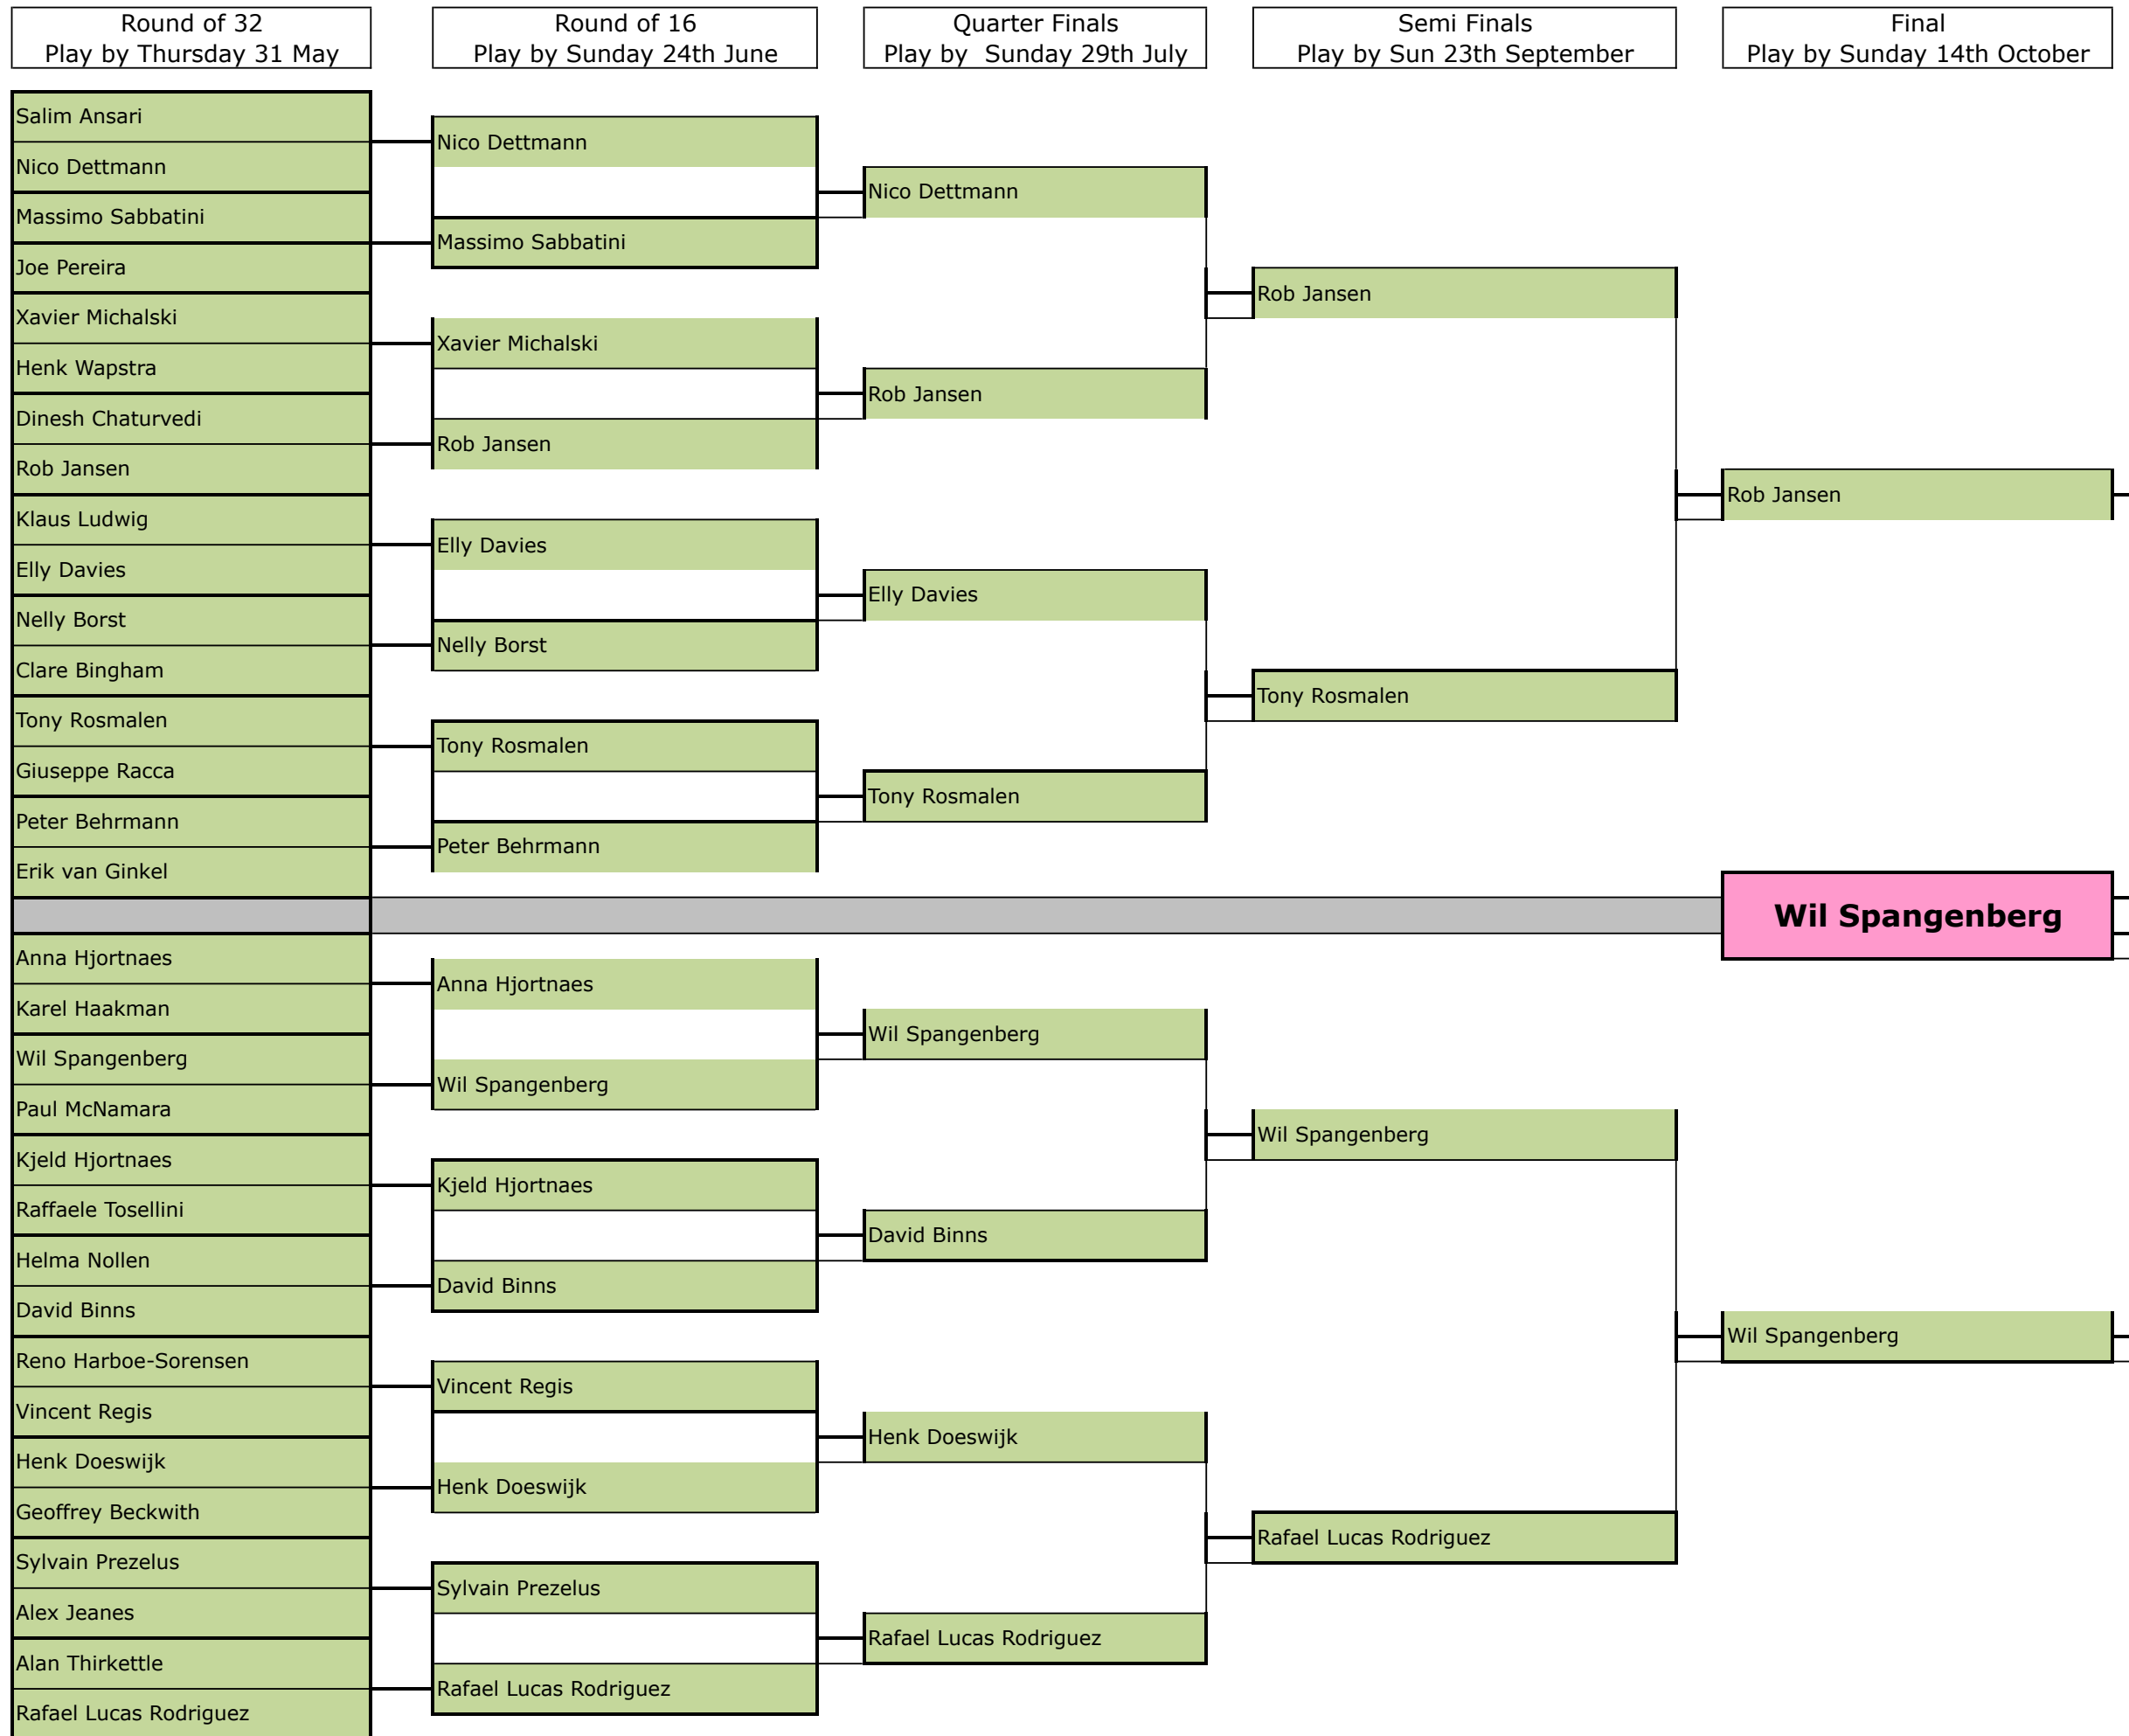 Round of 32
Play by Thursday 31 May
Round of 16
Play by Sunday 24th June
Quarter Finals
Play by  Sunday 29th July
Semi Finals
Play by Sun 23th September
Final
Play by Sunday 14th October
Salim Ansari
Nico Dettmann
Massimo Sabbatini
Joe Pereira
Xavier Michalski
Henk Wapstra
Dinesh Chaturvedi
Rob Jansen
Klaus Ludwig
Elly Davies
Nelly Borst
Clare Bingham
Tony Rosmalen
Giuseppe Racca
Peter Behrmann
Erik van Ginkel
Anna Hjortnaes
Karel Haakman
Wil Spangenberg
Paul McNamara
Kjeld Hjortnaes
Raffaele Tosellini
Helma Nollen
David Binns
Reno Harboe-Sorensen
Vincent Regis
Henk Doeswijk
Geoffrey Beckwith
Sylvain Prezelus
Alex Jeanes
Alan Thirkettle
Rafael Lucas Rodriguez
Nico Dettmann
Massimo Sabbatini
Xavier Michalski
Rob Jansen
Elly Davies
Nelly Borst
Tony Rosmalen
Peter Behrmann
Anna Hjortnaes
Wil Spangenberg
Kjeld Hjortnaes
David Binns
Vincent Regis
Henk Doeswijk
Sylvain Prezelus
Rafael Lucas Rodriguez
Nico Dettmann
Rob Jansen
Elly Davies
Tony Rosmalen
Wil Spangenberg
David Binns
Henk Doeswijk
Rafael Lucas Rodriguez
Rob Jansen
Tony Rosmalen
Wil Spangenberg
Rafael Lucas Rodriguez
Rob Jansen
Wil Spangenberg
Wil Spangenberg